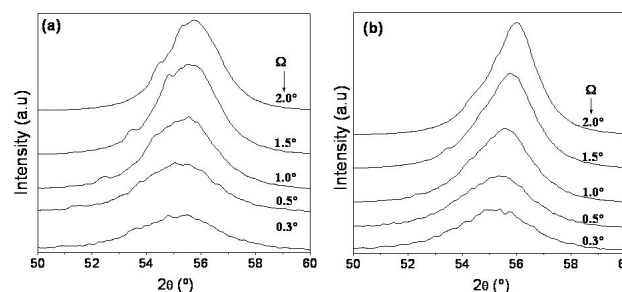 (a)
Ω
2.0°
1.5°
1.0°
0.5°
0.3°
Intensity (a.u)
50 52 54 56 58 60
2θ (°)
(b)
Ω
2.0°
1.5°
1.0°
0.5°
0.3°
Intensity (a.u)
50 52 54 56 58 60
2θ (°)